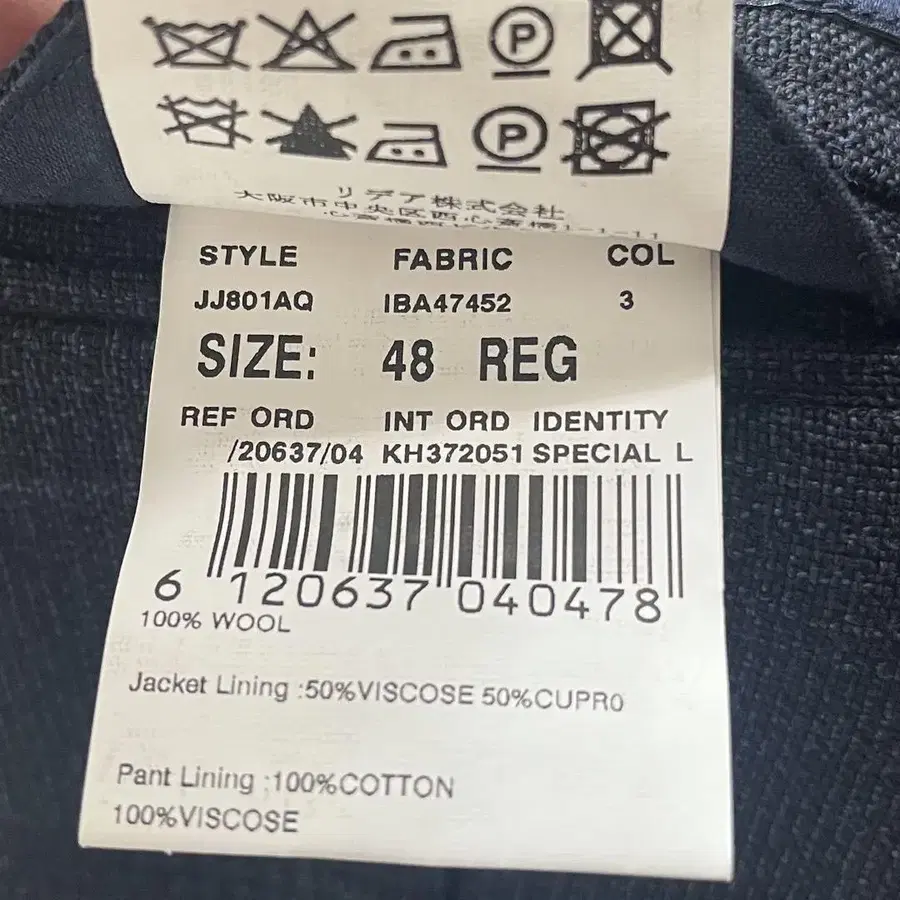 P
P
リデア株式会社
大阪市中央区西心斎橋1-1-11
STYLE FABRIC COL
JJ801AQ IBA47452 3
SIZE: 48 REG
REF ORD INT ORD IDENTITY
/20637/04 KH372051 SPECIAL L
6 120637 040478
100% WOOL
Jacket Lining :50%VISCOSE 50%CUPRO
Pant Lining :100%COTTON
100%VISCOSE